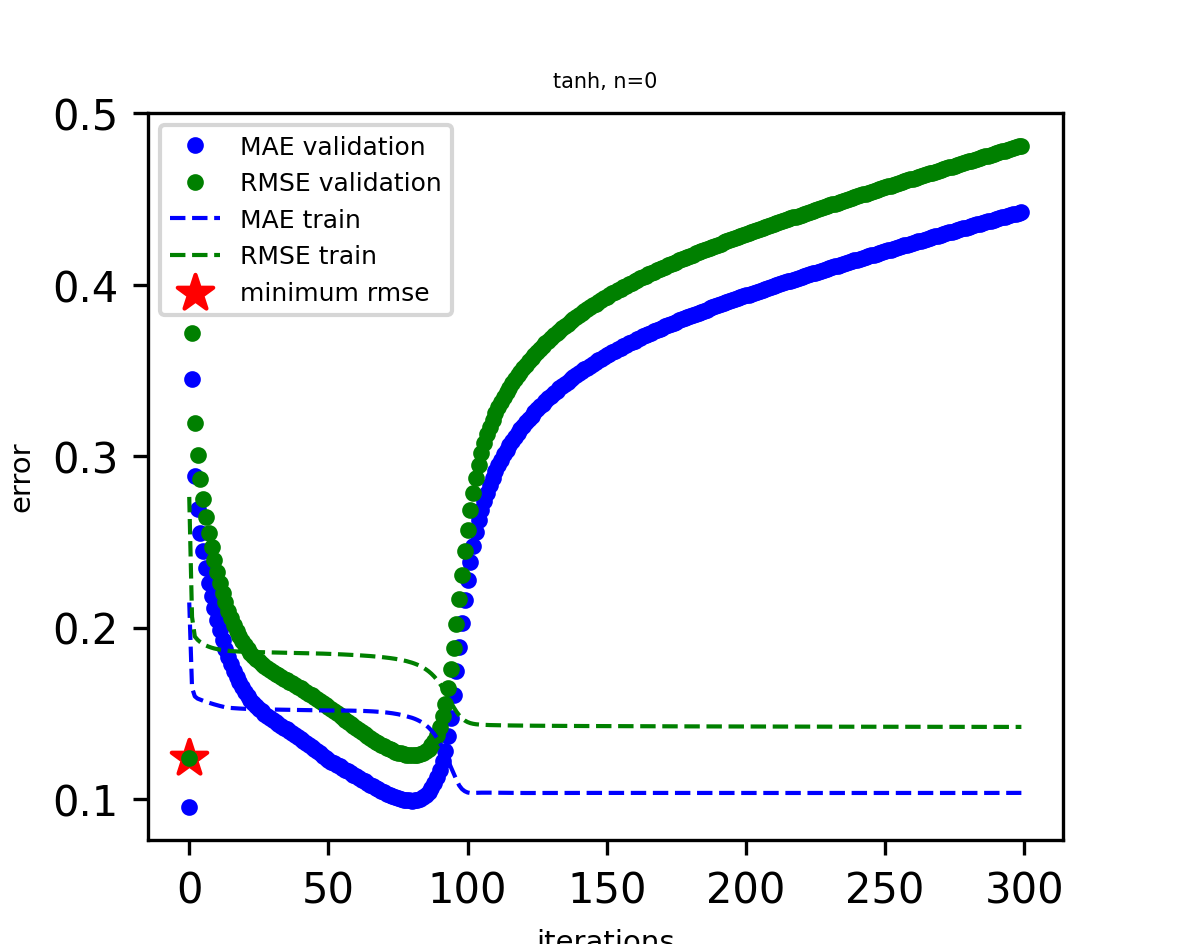 tanh, n=0
0.5
0.4
0.3
0.2
0.1
error
MAE validation
RMSE validation
MAE train
RMSE train
minimum rmse
0 50 100 150 200 250 300
iterations